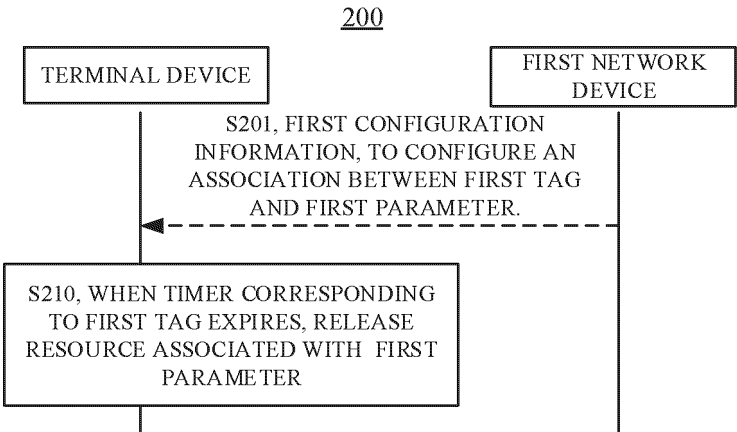 200
TERMINAL DEVICE
FIRST NETWORK
DEVICE
S201, FIRST CONFIGURATION
INFORMATION, TO CONFIGURE AN
ASSOCIATION BETWEEN FIRST TAG
AND FIRST PARAMETER.
S210, WHEN TIMER CORRESPONDING
TO FIRST TAG EXPIRES, RELEASE
RESOURCE ASSOCIATED WITH FIRST
PARAMETER